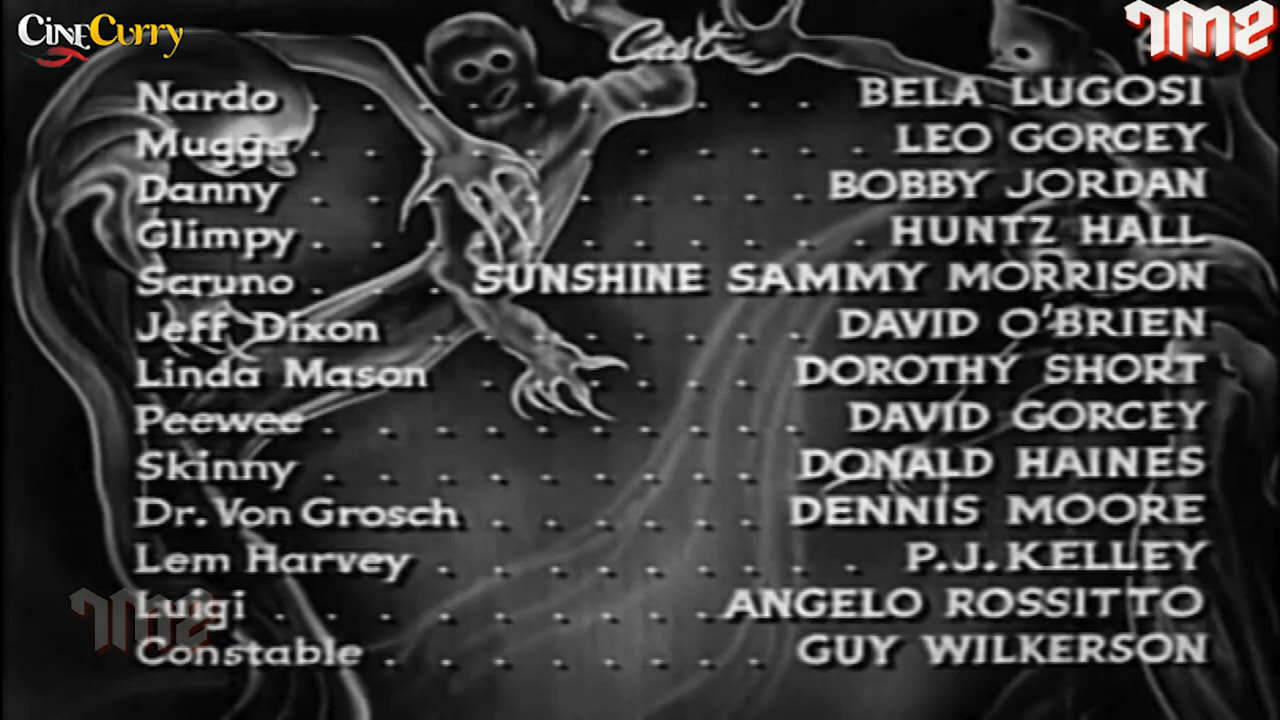 CINECURRY
Cast
Nardo . . . . . . . . . . BELA LUGOSI
Muggs . . . . . . . . . . LEO GORCEY
Danny . . . . . . . . . BOBBY JORDAN
Glimpy . . . . . . . . . . HUNTZ HALL
Scruno . . . SUNSHINE SAMMY MORRISON
Jeff Dixon . . . . . . . DAVID O'BRIEN
Linda Mason . . . . . DOROTHY SHORT
Peewee . . . . . . . . . DAVID GORCEY
Skinny . . . . . . . . DONALD HAINES
Dr. Von Grosch . . . . . DENNIS MOORE
Lem Harvey . . . . . . . . P.J. KELLEY
Luigi . . . . . . . . . ANGELO ROSSITTO
Constable . . . . . . . GUY WILKERSON